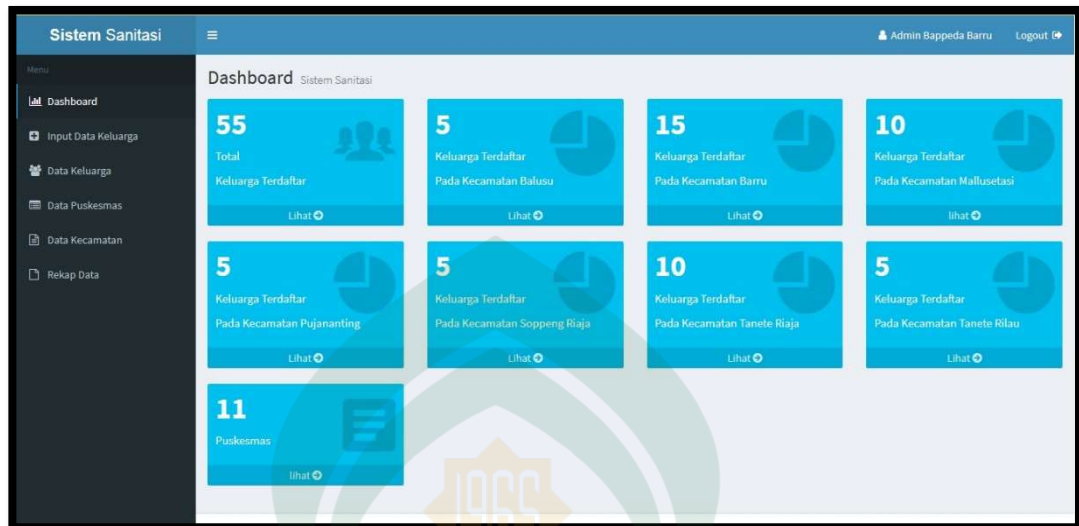 Sistem Sanitasi
Admin Bappeda Barru Logout
Menu
Dashboard
Input Data Keluarga
Data Keluarga
Data Puskesmas
Data Kecamatan
Rekap Data
Dashboard Sistem Sanitasi
55
Total
Keluarga Terdaftar
Lihat
5
Keluarga Terdaftar
Pada Kecamatan Balusu
Lihat
15
Keluarga Terdaftar
Pada Kecamatan Barru
Lihat
10
Keluarga Terdaftar
Pada Kecamatan Mallusetasi
lihat
5
Keluarga Terdaftar
Pada Kecamatan Pujananting
Lihat
5
Keluarga Terdaftar
Pada Kecamatan Soppeng Riaja
Lihat
10
Keluarga Terdaftar
Pada Kecamatan Tanete Riaja
Lihat
5
Keluarga Terdaftar
Pada Kecamatan Tanete Rilau
Lihat
11
Puskesmas
lihat
1965